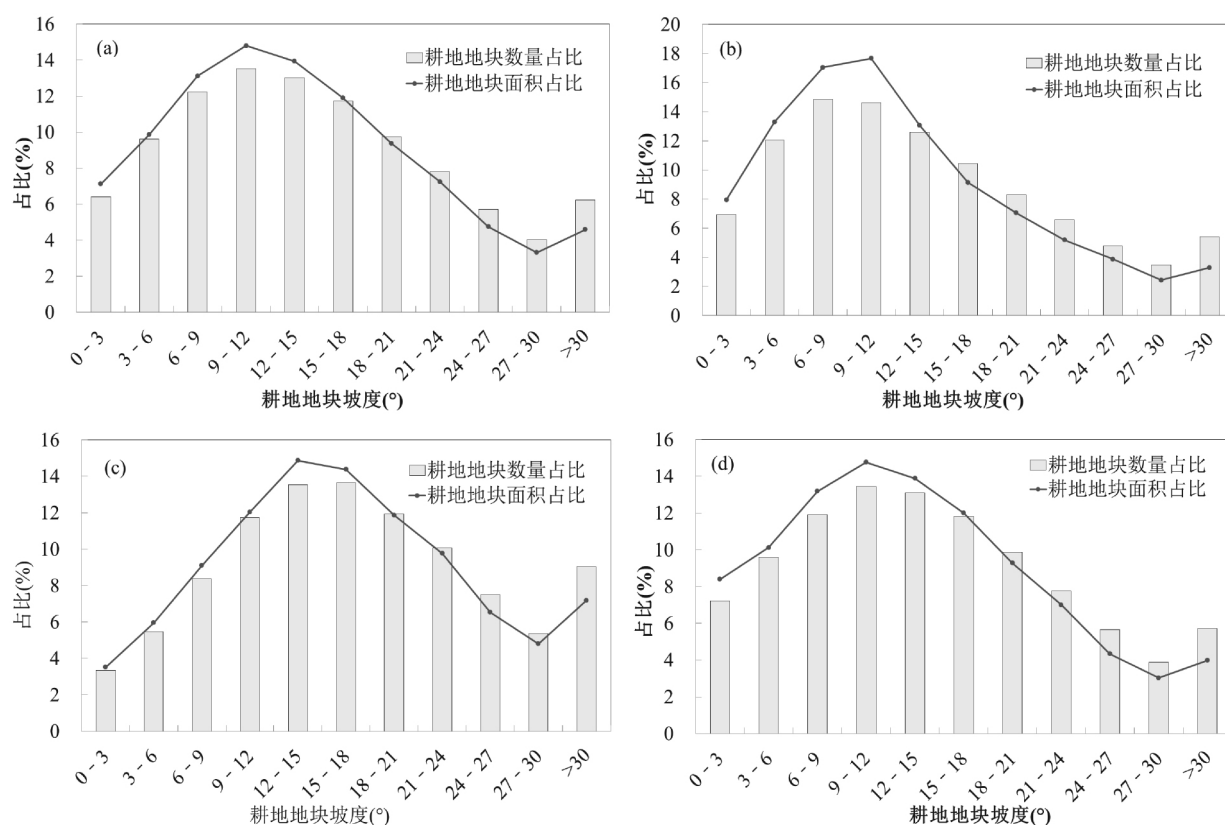 (a)
耕地地块数量占比
耕地地块面积占比
占比(%)
16
14
12
10
8
6
4
2
0
0 - 3
3 - 6
6 - 9
9 - 12
12 - 15
15 - 18
18 - 21
21 - 24
24 - 27
27 - 30
>30
耕地地块坡度(°)
(b)
耕地地块数量占比
耕地地块面积占比
占比(%)
20
18
16
14
12
10
8
6
4
2
0
0 - 3
3 - 6
6 - 9
9 - 12
12 - 15
15 - 18
18 - 21
21 - 24
24 - 27
27 - 30
>30
耕地地块坡度(°)
(c)
耕地地块数量占比
耕地地块面积占比
占比(%)
16
14
12
10
8
6
4
2
0
0 - 3
3 - 6
6 - 9
9 - 12
12 - 15
15 - 18
18 - 21
21 - 24
24 - 27
27 - 30
>30
耕地地块坡度(°)
(d)
耕地地块数量占比
耕地地块面积占比
占比(%)
16
14
12
10
8
6
4
2
0
0 - 3
3 - 6
6 - 9
9 - 12
12 - 15
15 - 18
18 - 21
21 - 24
24 - 27
27 - 30
>30
耕地地块坡度(°)